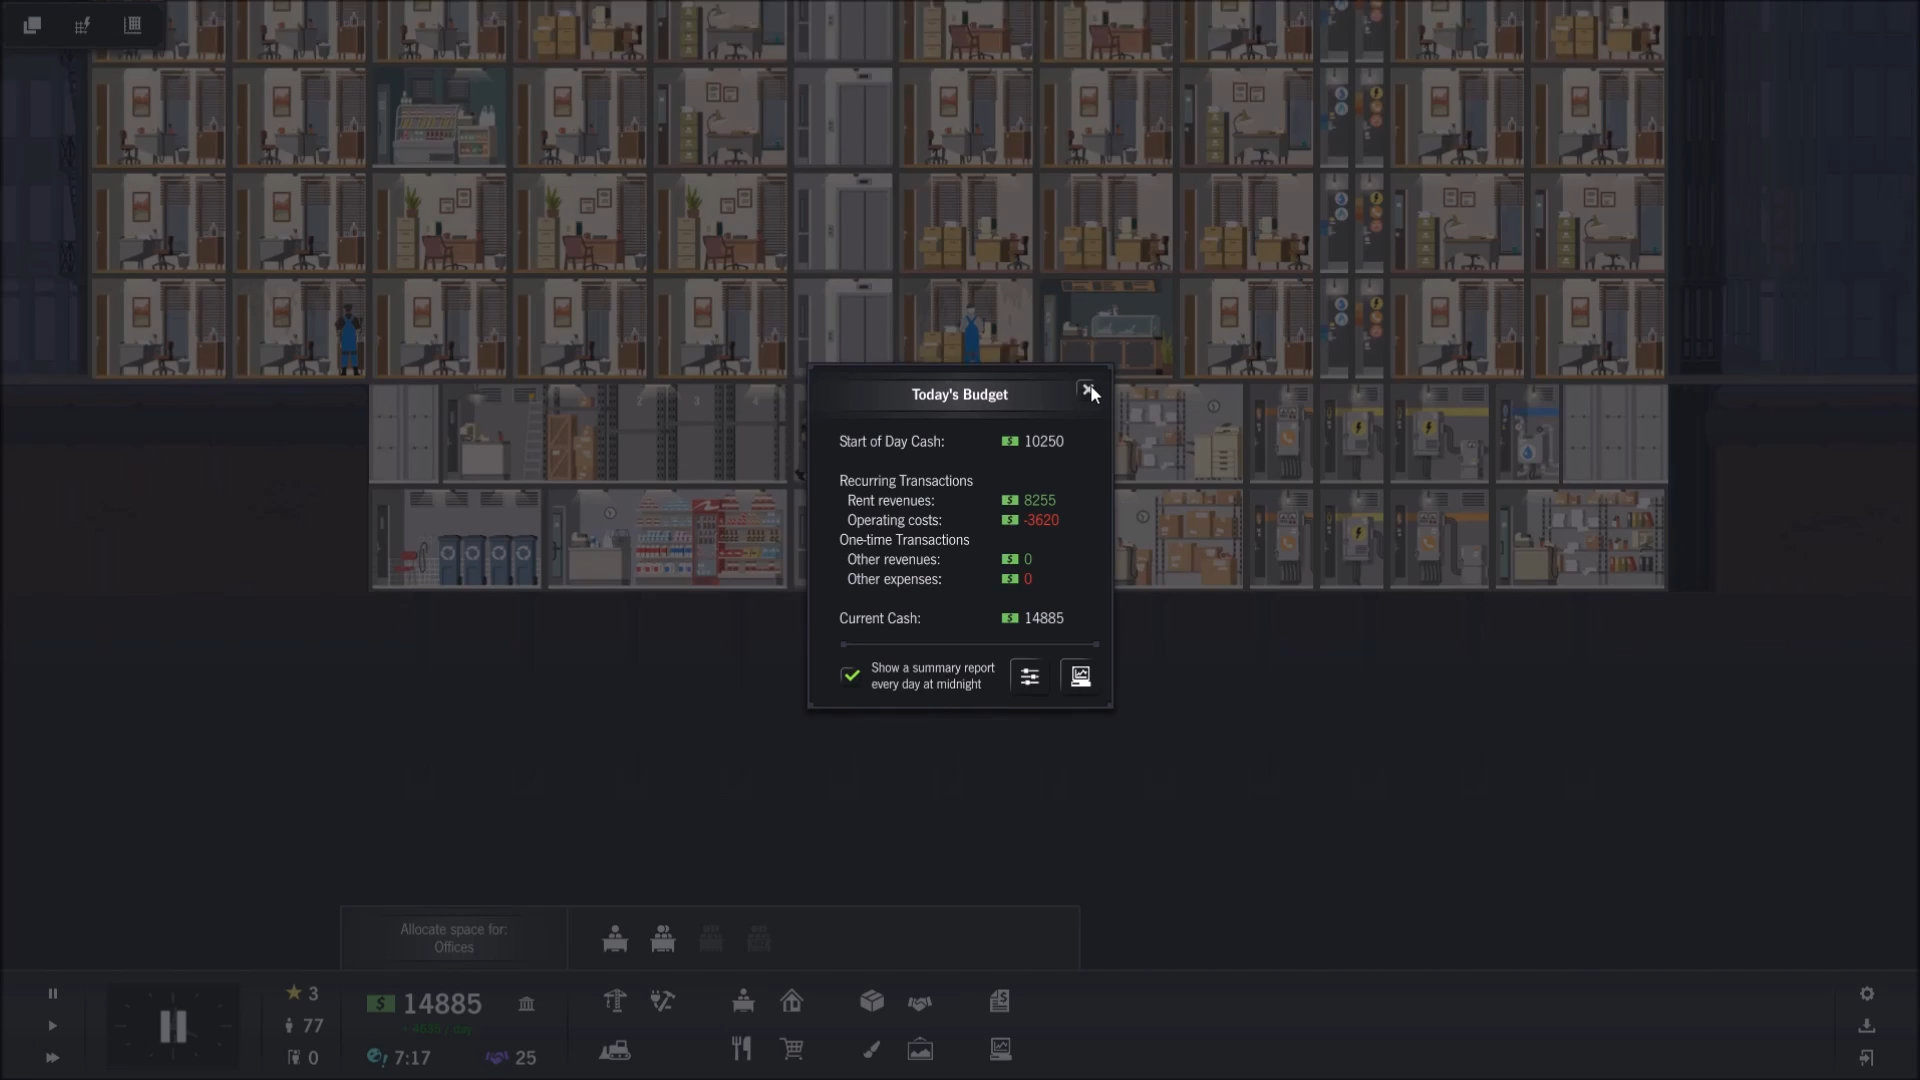 Today's Budget
Start of Day Cash: 10250
Recurring Transactions
Rent revenues: 8255
Operating costs: -3620
One-time Transactions
Other revenues: 0
Other expenses: 0
Current Cash: 14885
Show a summary report
every day at midnight
Allocate space for:
Offices
3
14885
+ 4635 / day
77
0
7:17
25